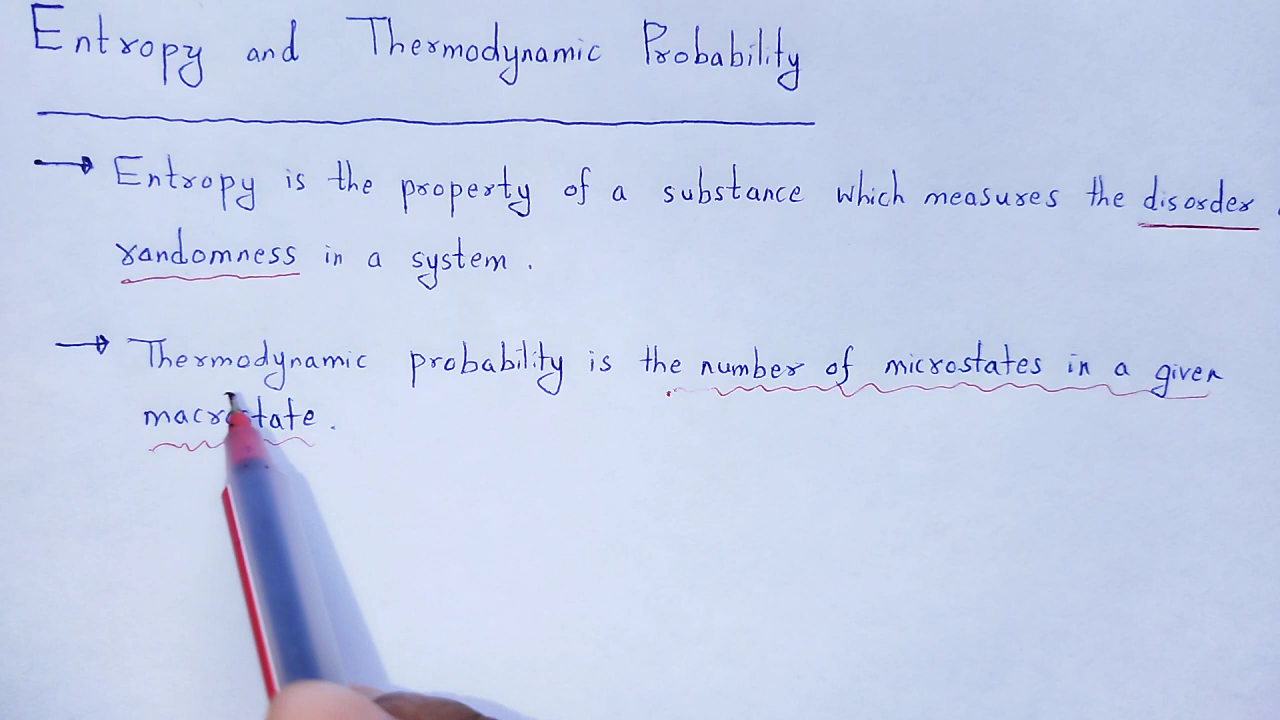 Entropy and Thermodynamic Probability
Entropy is the property of a substance which measures the disorder
randomness in a system.
Thermodynamic probability is the number of microstates in a given
macrostate.